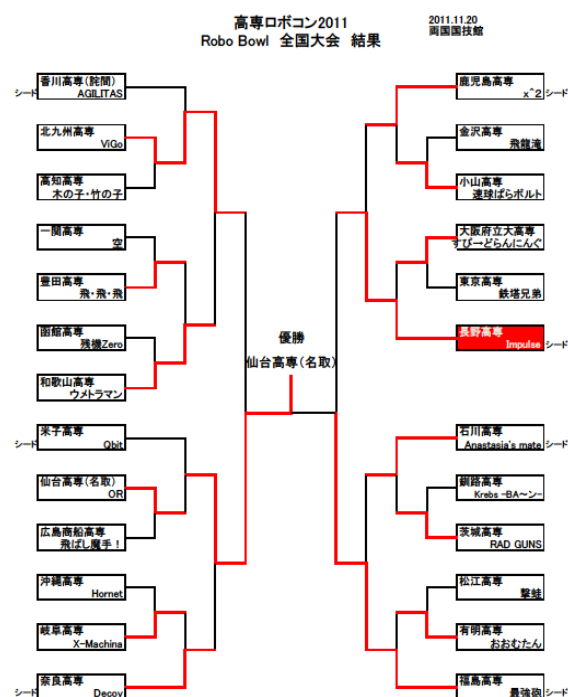 高専ロボコン2011
Robo Bowl 全国大会 結果
2011.11.20
両国国技館
香川高専(詫間)
AGILITAS
シード
北九州高専
ViGo
高知高専
木の子・竹の子
一関高専
空
豊田高専
飛・飛・飛
函館高専
残機Zero
和歌山高専
ウメトラマン
米子高専
Qbit
シード
仙台高専(名取)
OR
広島商船高専
飛ばし魔手!
沖縄高専
Hornet
岐阜高専
X-Machina
奈良高専
Decoy
シード
優勝
仙台高専(名取)
鹿児島高専
x^2
シード
金沢高専
飛龍滝
小山高専
速球ばらボルト
大阪府立大高専
すぴーどらんにんぐ
東京高専
鉄塔兄弟
長野高専
Impulse
シード
石川高専
Anastasia's mate
シード
釧路高専
Krebs -BA〜ン-
茨城高専
RAD GUNS
松江高専
撃蛙
有明高専
おおむたん
福島高専
最強砲
シード